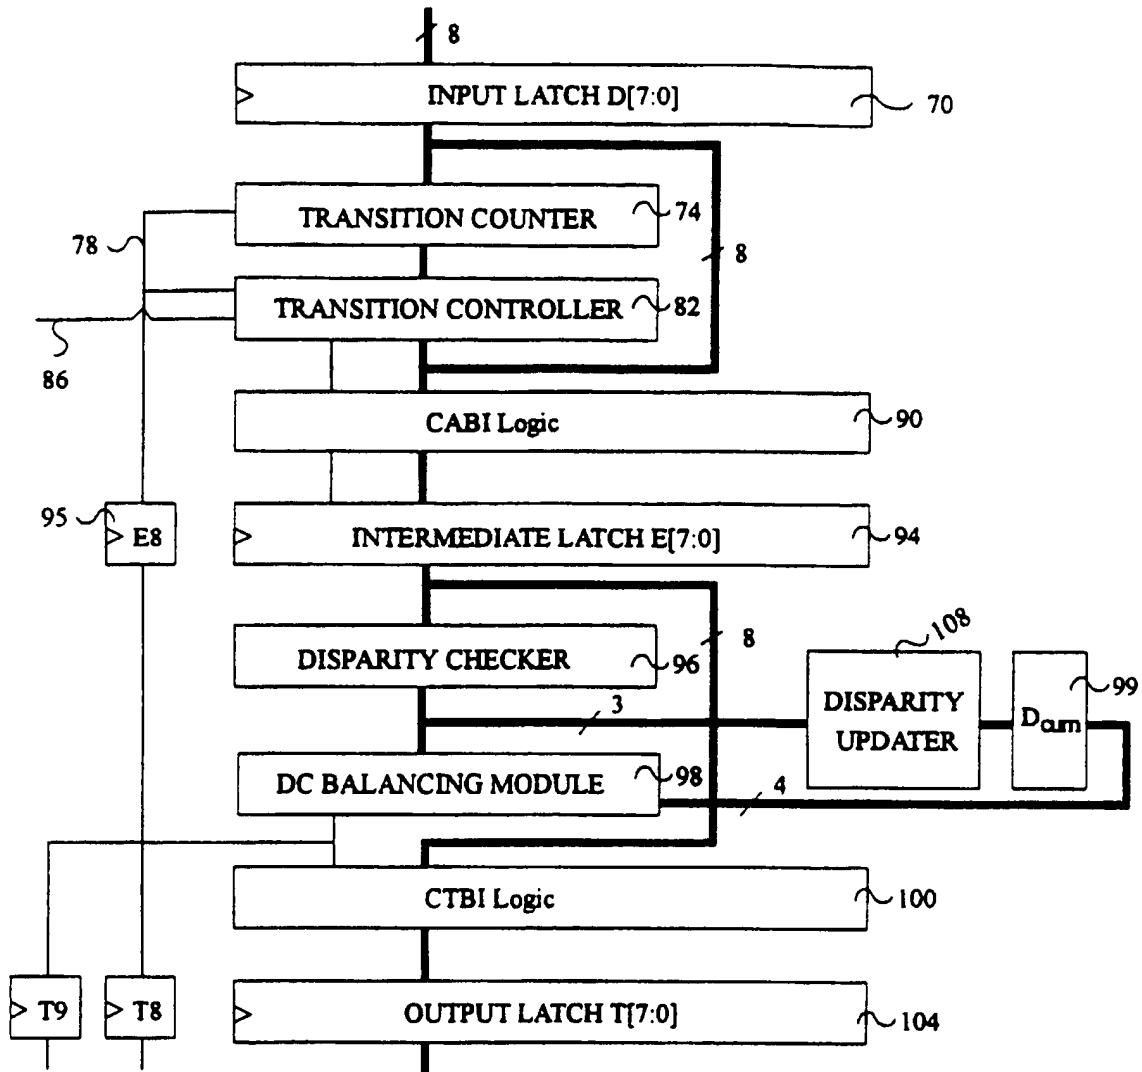 8
INPUT LATCH D[7:0]
70
TRANSITION COUNTER
74
78
8
TRANSITION CONTROLLER
82
86
CABI Logic
90
95
E8
INTERMEDIATE LATCH E[7:0]
94
8
108
DISPARITY CHECKER
96
99
3
DISPARITY
UPDATER
Dcum
DC BALANCING MODULE
98
4
CTBI Logic
100
T9
T8
OUTPUT LATCH T[7:0]
104